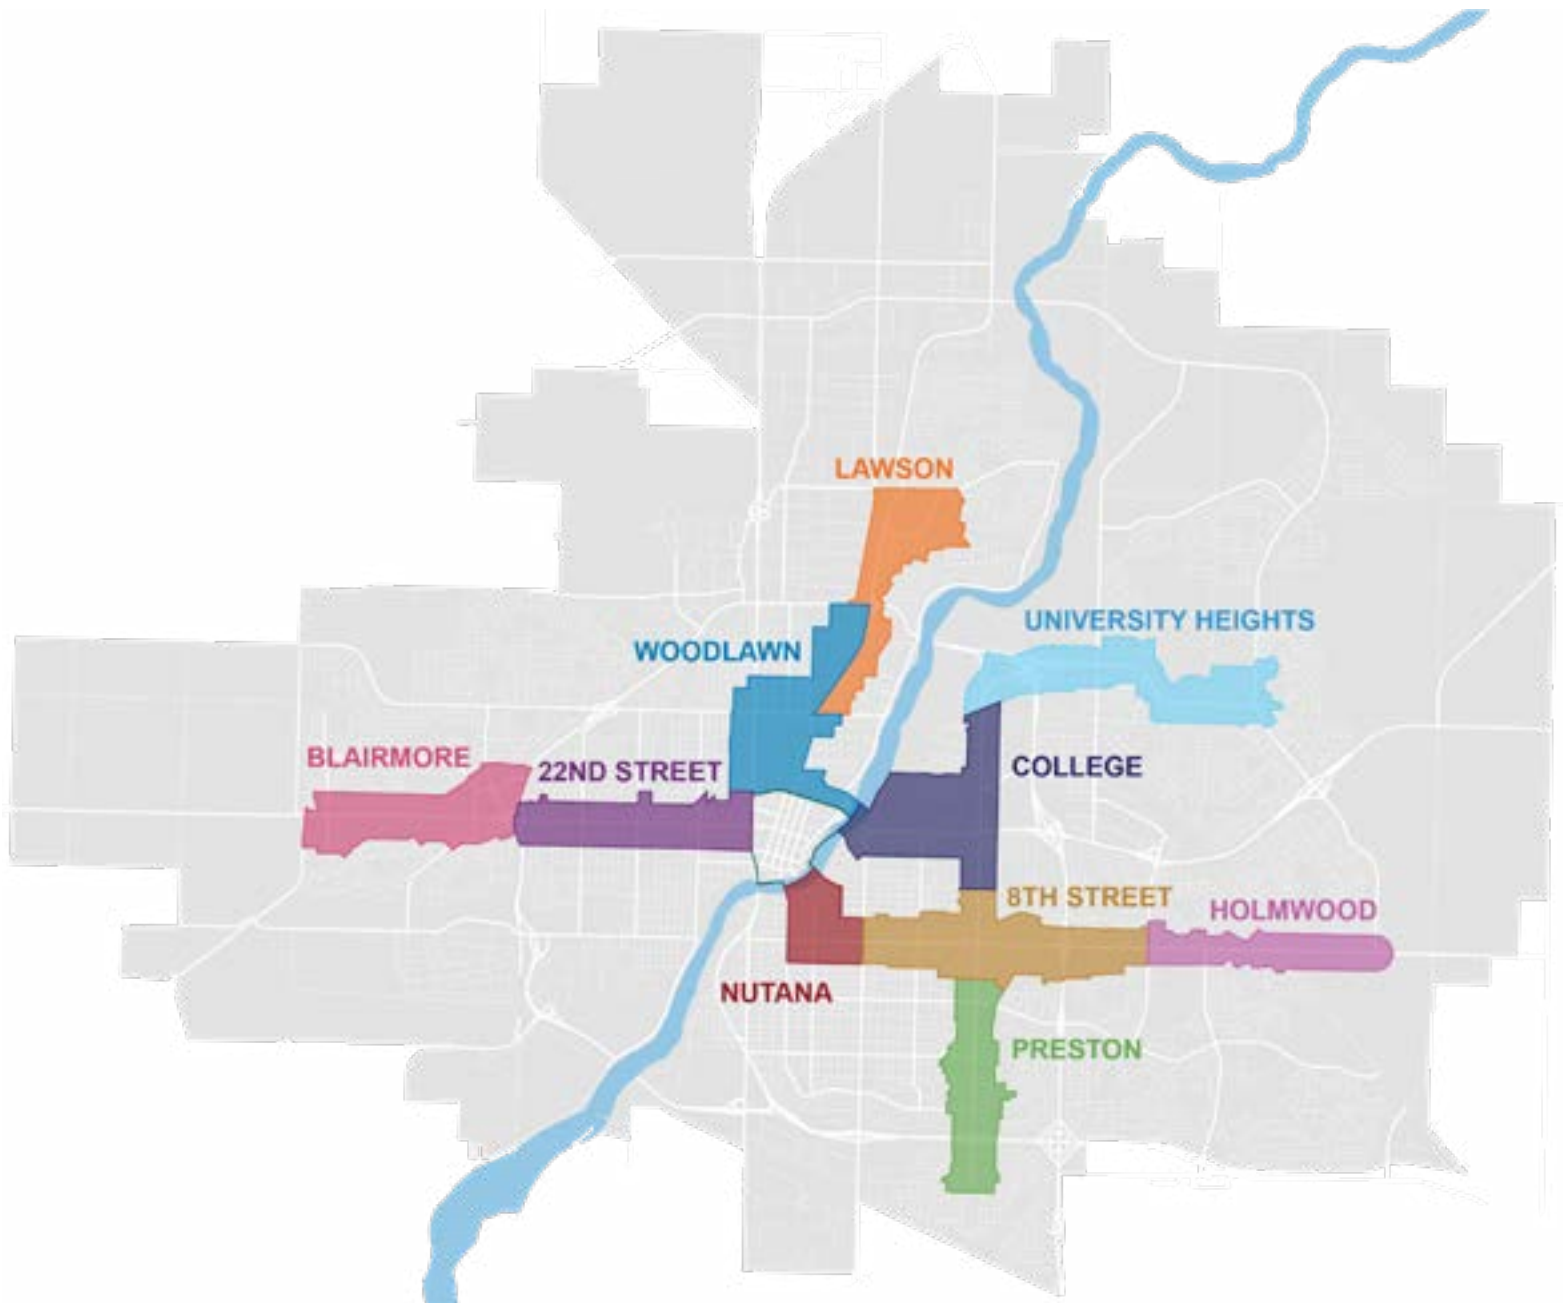 LAWSON
UNIVERSITY HEIGHTS
WOODLAWN
BLAIRMORE
22ND STREET
COLLEGE
8TH STREET
HOLMWOOD
NUTANA
PRESTON